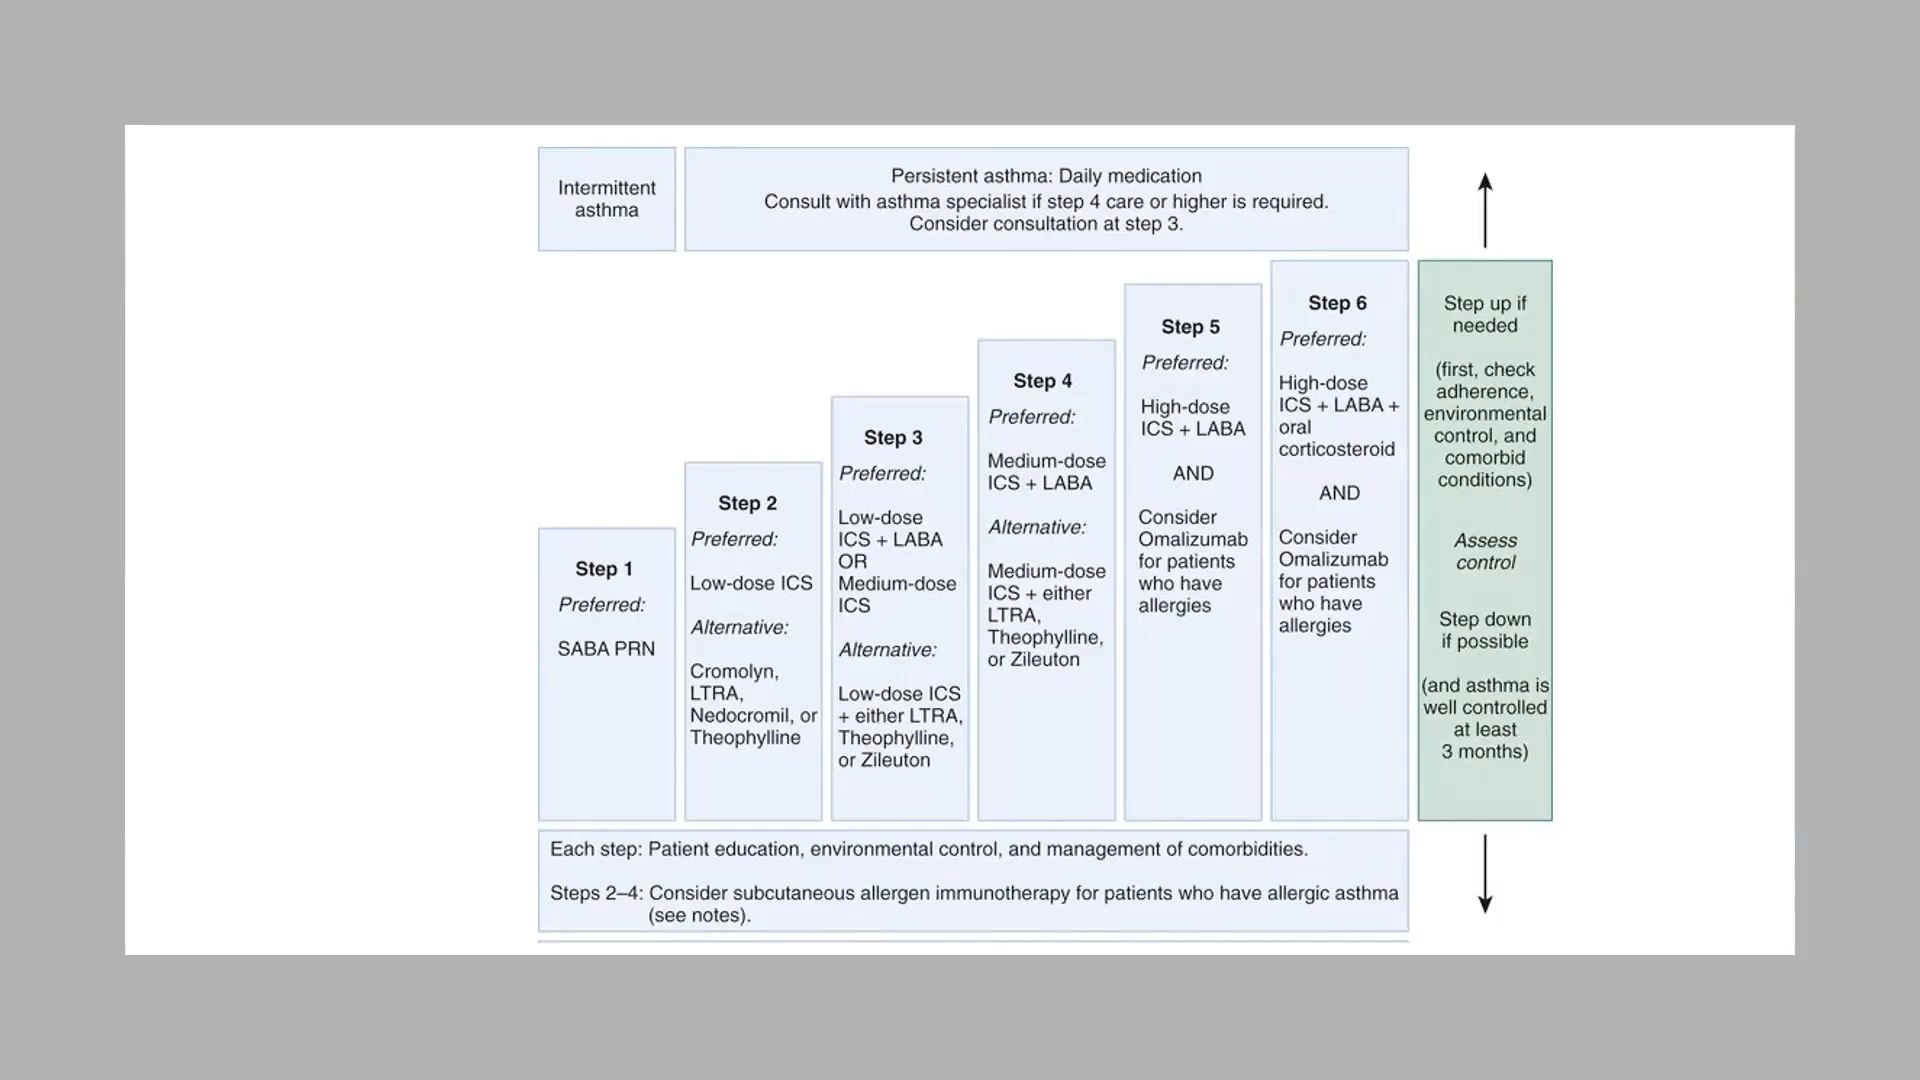 Intermittent
asthma
Persistent asthma: Daily medication
Consult with asthma specialist if step 4 care or higher is required.
Consider consultation at step 3.
Step 1
Preferred:
SABA PRN
Step 2
Preferred:
Low-dose ICS
Alternative:
Cromolyn,
LTRA,
Nedocromil, or
Theophylline
Step 3
Preferred:
Low-dose
ICS + LABA
OR
Medium-dose
ICS
Alternative:
Low-dose ICS
+ either LTRA,
Theophylline,
or Zileuton
Step 4
Preferred:
Medium-dose
ICS + LABA
Alternative:
Medium-dose
ICS + either
LTRA,
Theophylline,
or Zileuton
Step 5
Preferred:
High-dose
ICS + LABA
AND
Consider
Omalizumab
for patients
who have
allergies
Step 6
Preferred:
High-dose
ICS + LABA +
oral
corticosteroid
AND
Consider
Omalizumab
for patients
who have
allergies
Step up if
needed
(first, check
adherence,
environmental
control, and
comorbid
conditions)
Assess
control
Step down
if possible
(and asthma is
well controlled
at least
3 months)
Each step: Patient education, environmental control, and management of comorbidities.
Steps 2–4: Consider subcutaneous allergen immunotherapy for patients who have allergic asthma
(see notes).